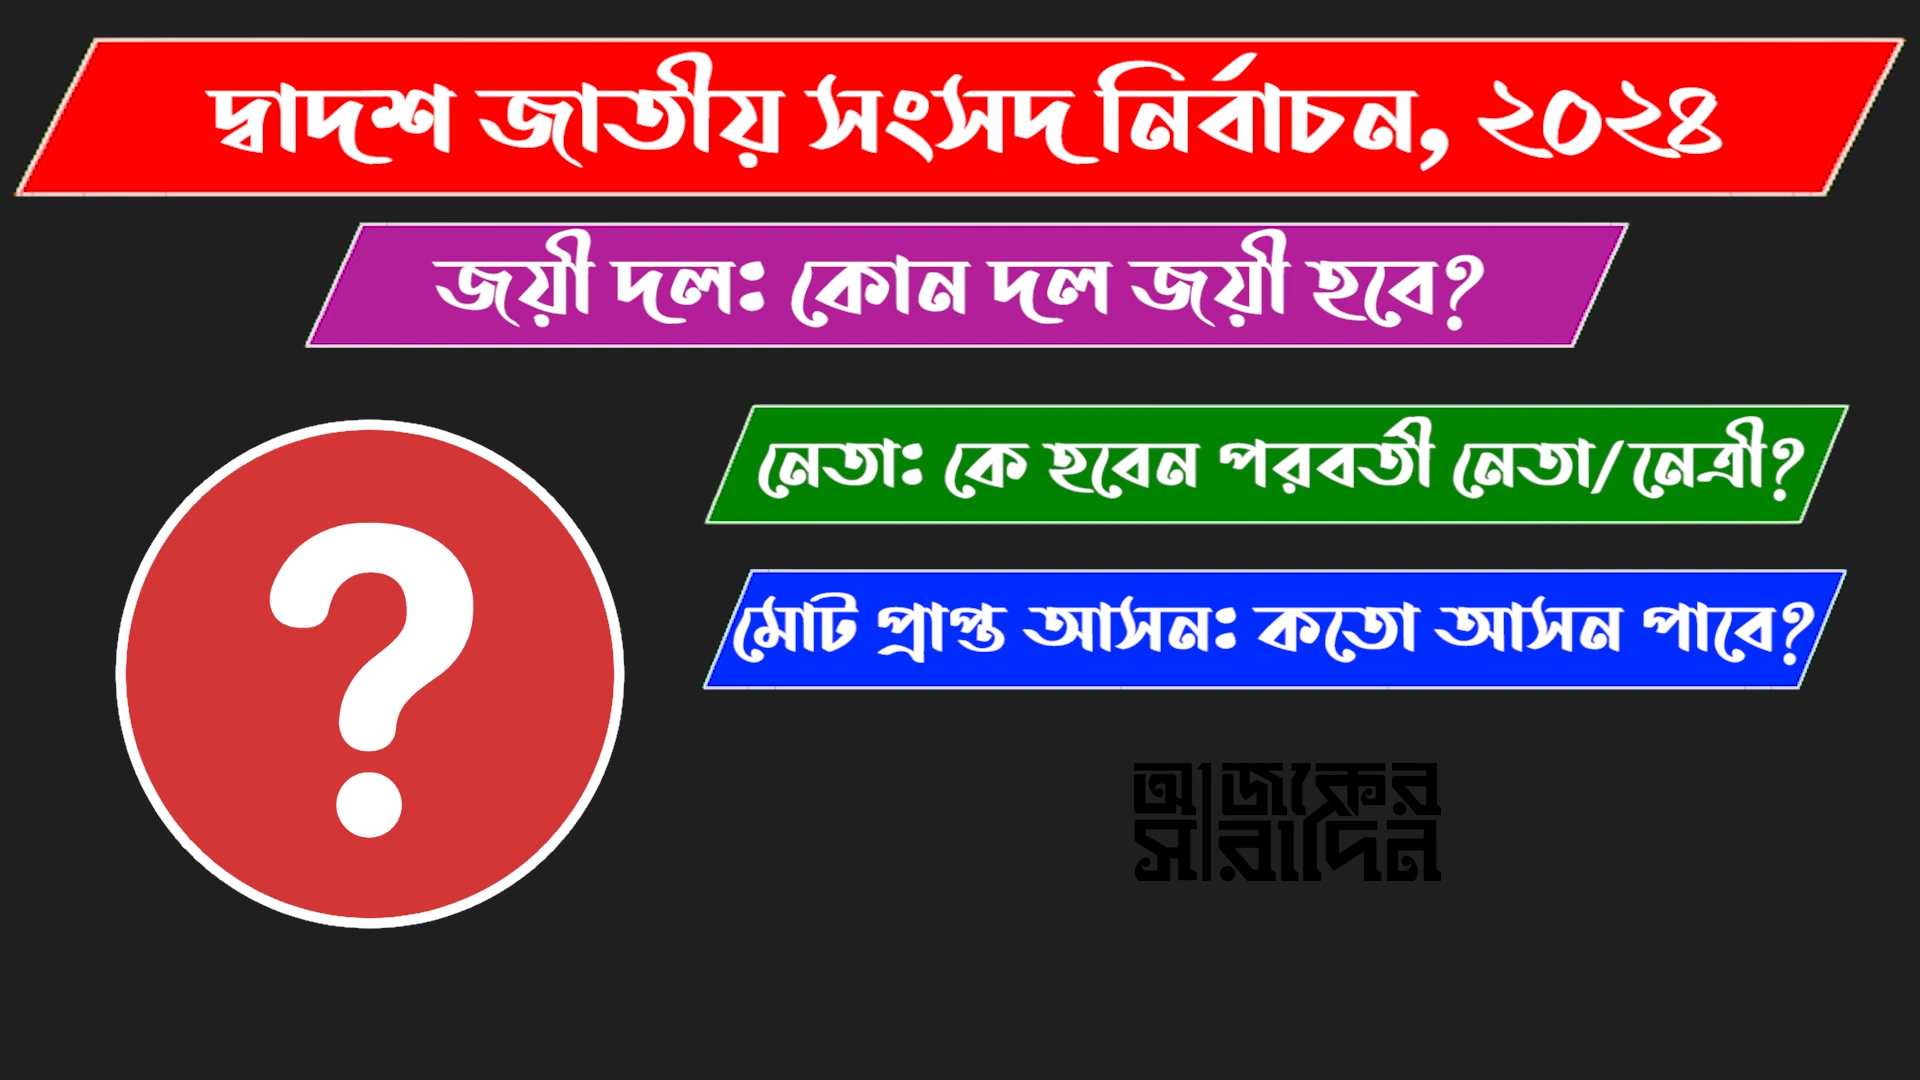 দ্বাদশ জাতীয় সংসদ নির্বাচন, ২০২৪
জয়ী দল: কোন দল জয়ী হবে?
নেতা: কে হবেন পরবর্তী নেতা/নেত্রী?
মোট প্রাপ্ত আসন: কতো আসন পাবে?
?
আজকের
সারাদিন